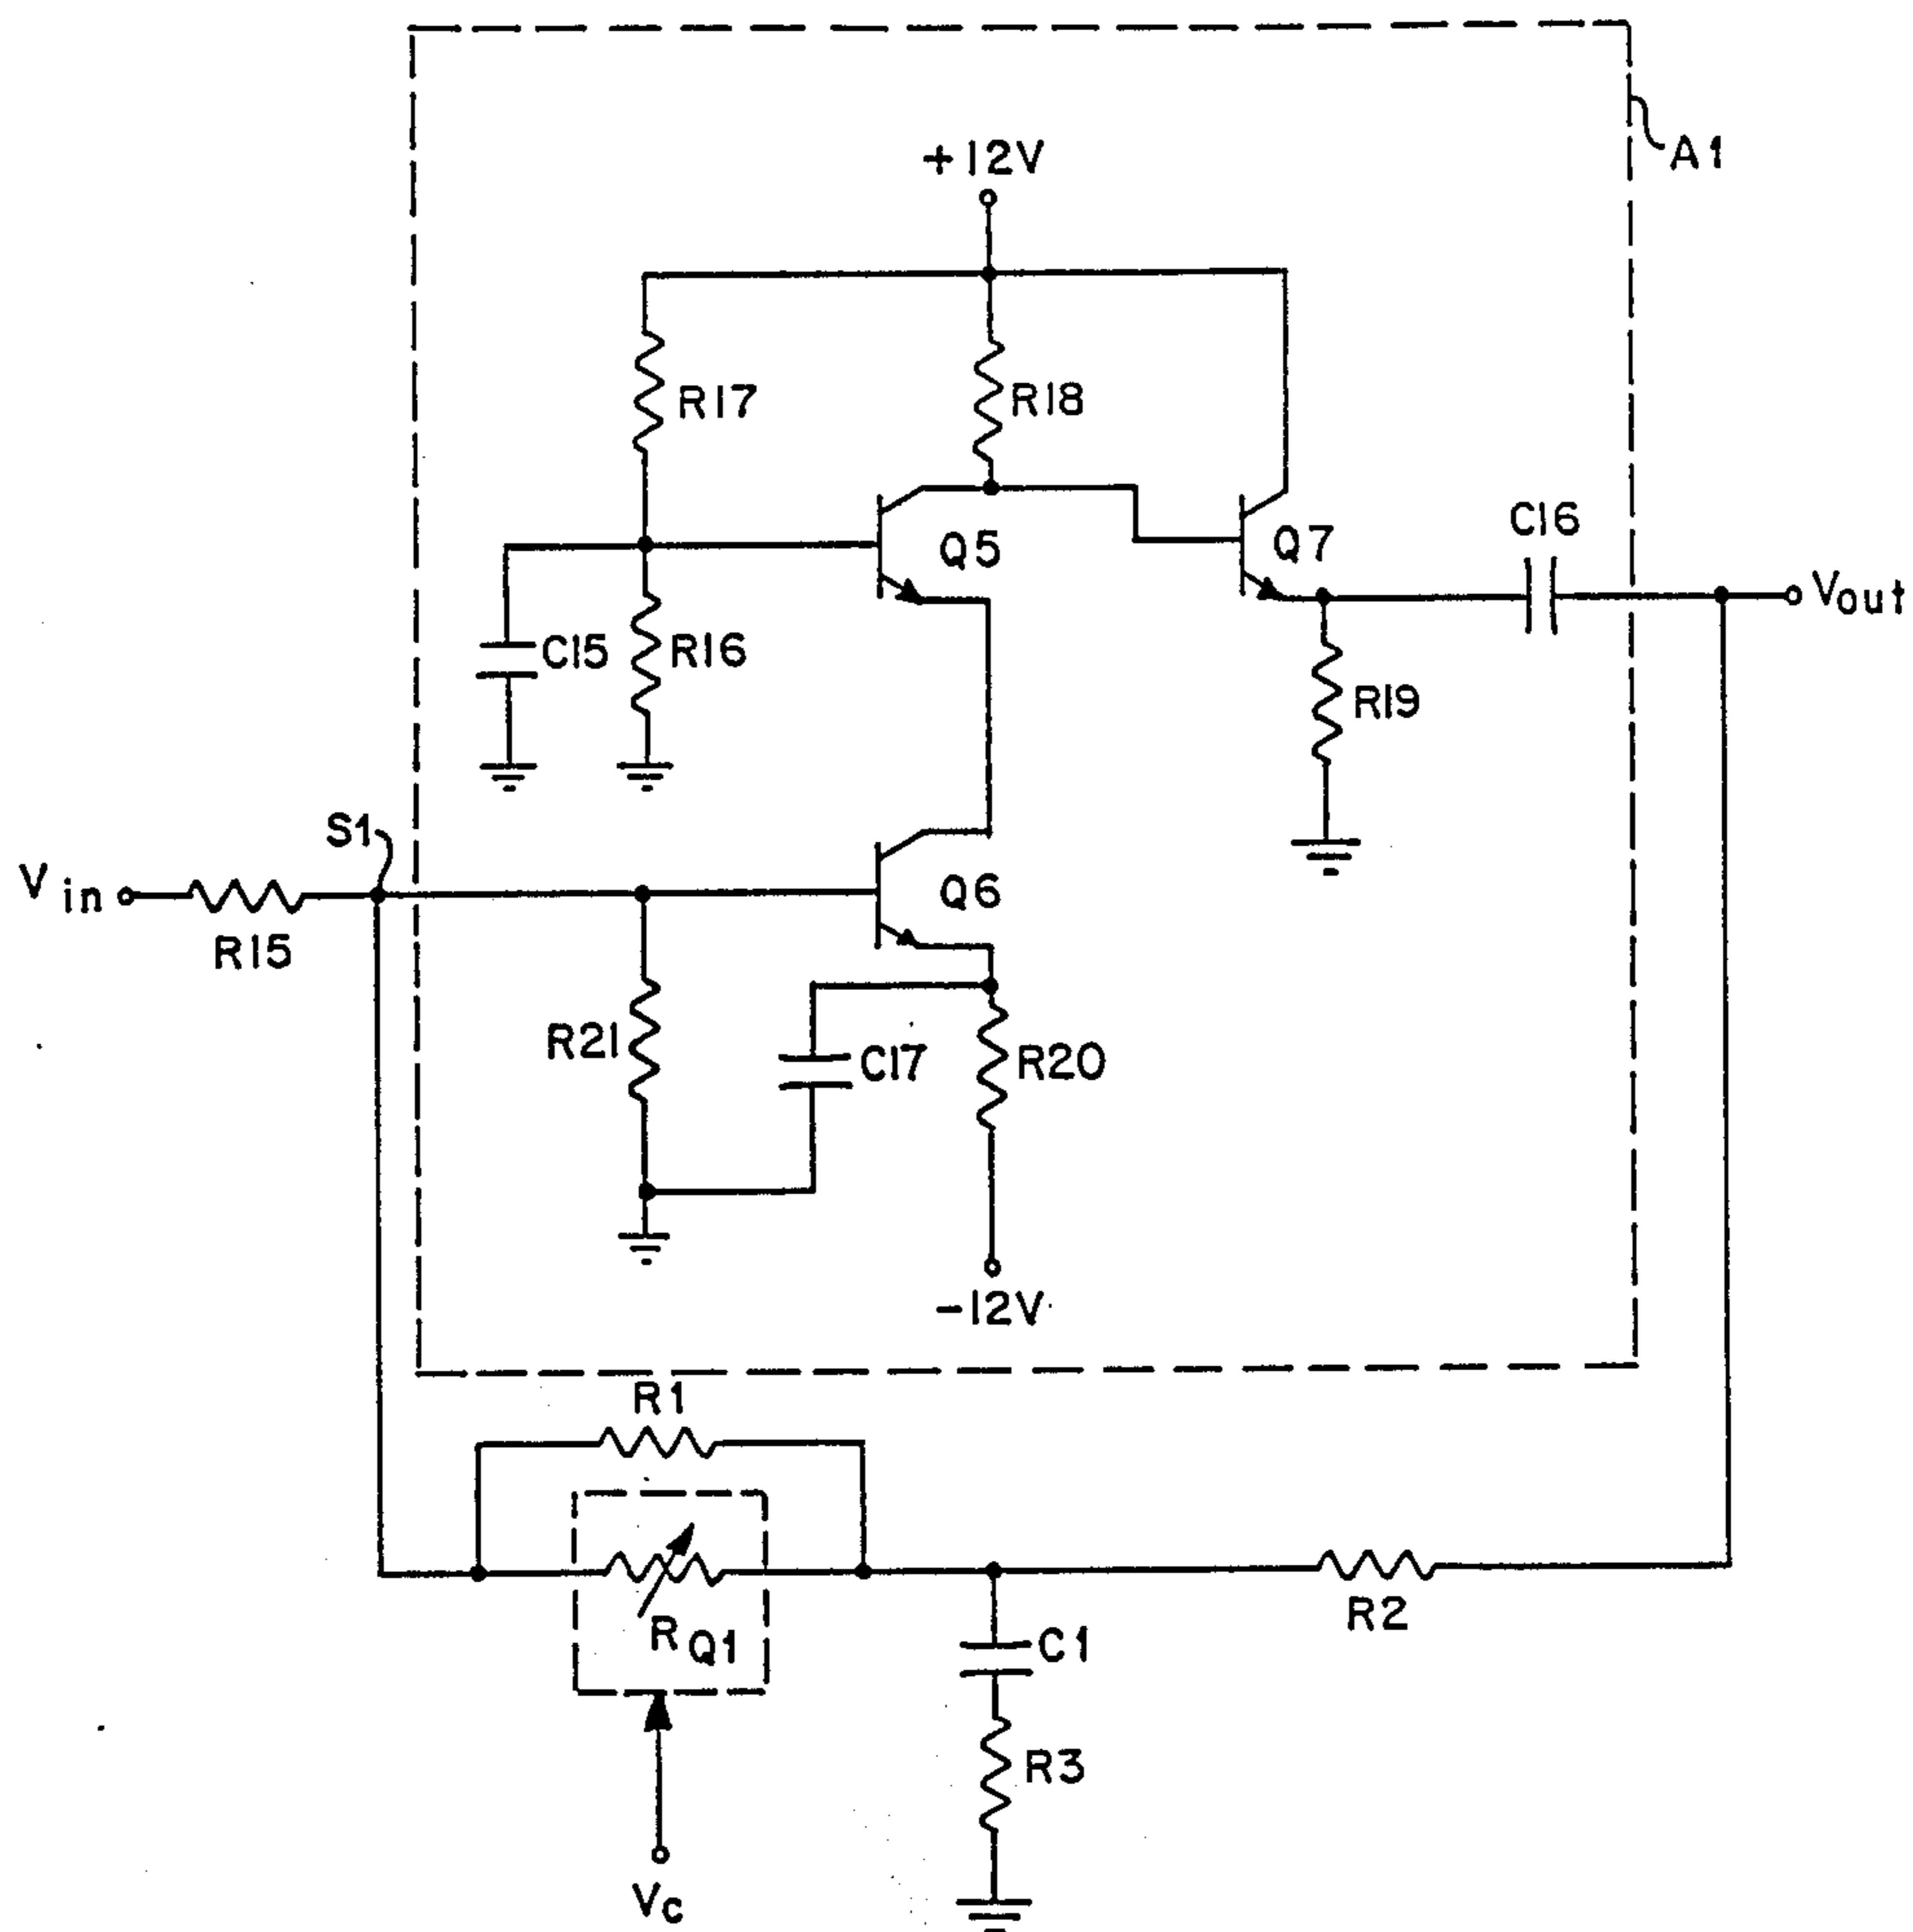 A1
+12V
R17
R18
Q5
Q7
C16
Vout
C15
R16
R19
S1
Vin
R15
Q6
R21
C17
R20
-12V
R1
RQ1
R2
C1
R3
Vc